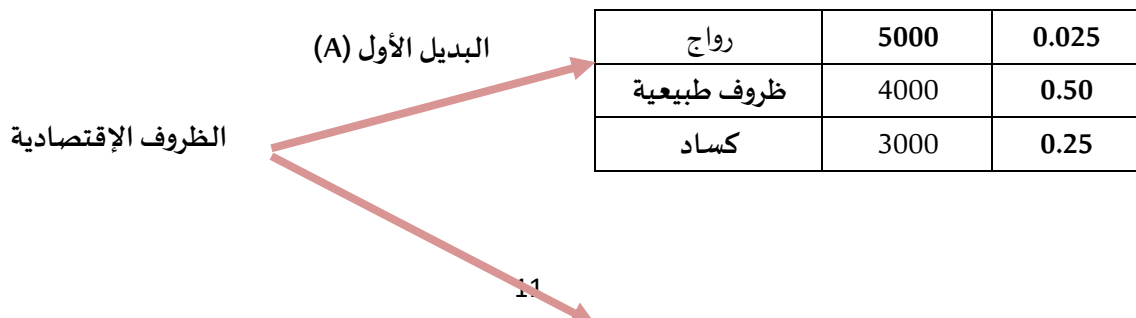 البديل الأول (A)
رواج 5000 0.025
ظروف طبيعية 4000 0.50
الظروف الإقتصادية
كساد 3000 0.25
11